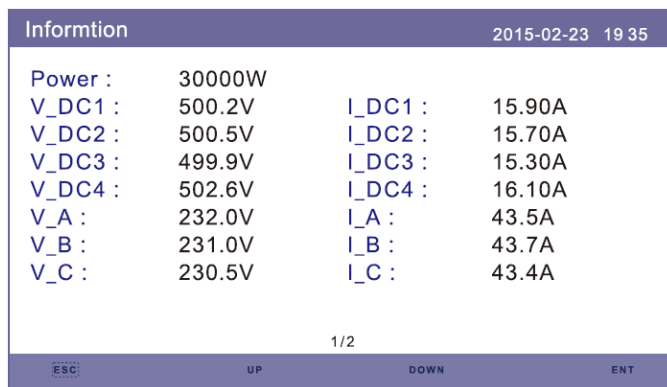 Informtion 2015-02-23 19 35
Power : 30000W
V_DC1 : 500.2V I_DC1 : 15.90A
V_DC2 : 500.5V I_DC2 : 15.70A
V_DC3 : 499.9V I_DC3 : 15.30A
V_DC4 : 502.6V I_DC4 : 16.10A
V_A : 232.0V I_A : 43.5A
V_B : 231.0V I_B : 43.7A
V_C : 230.5V I_C : 43.4A
1/2
ESC UP DOWN ENT